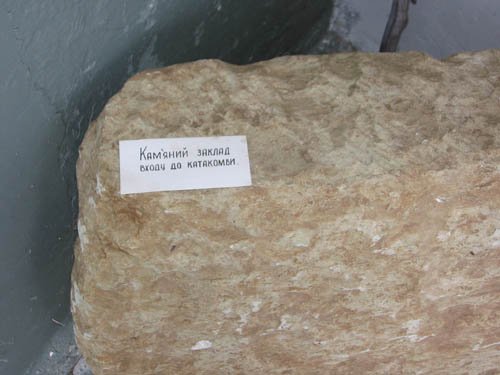 Кам'яний заклад
входу до катакомби.